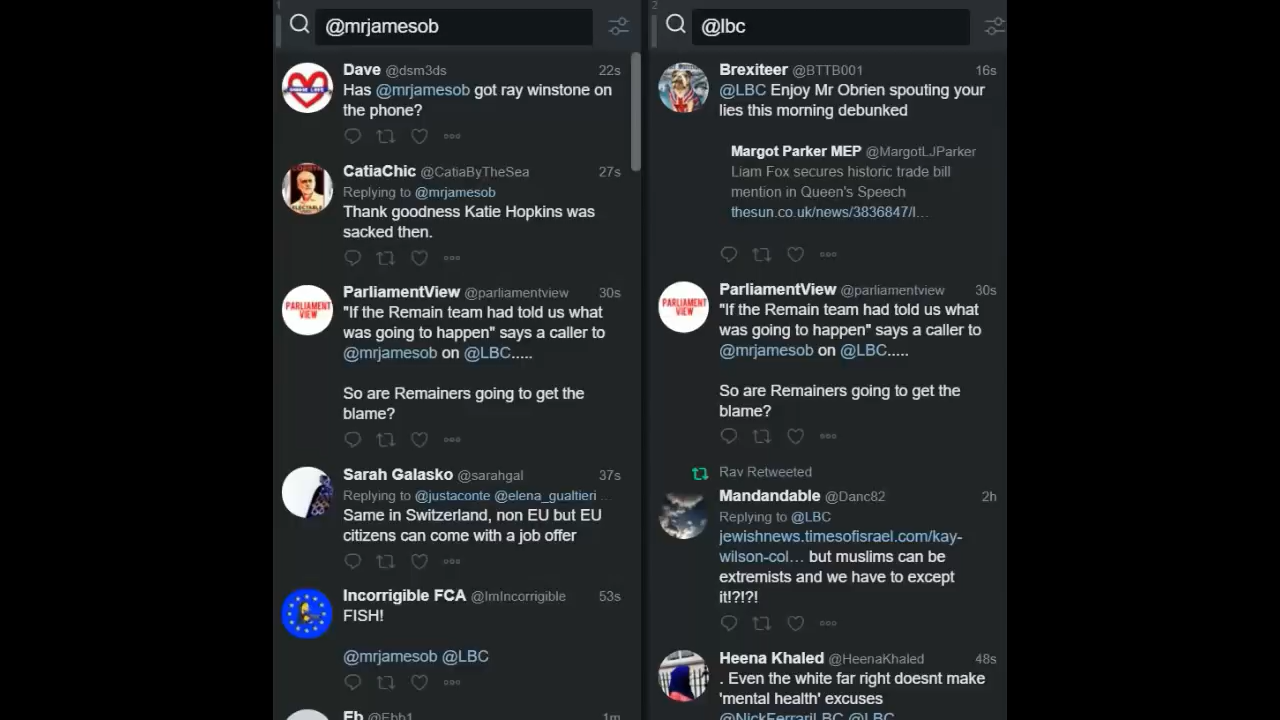 1
@mrjamesob
Dave @dsm3ds 22s
Has @mrjamesob got ray winstone on
the phone?
CatiaChic @CatiaByTheSea 27s
Replying to @mrjamesob
Thank goodness Katie Hopkins was
sacked then.
PARLIAMENT
VIEW
ParliamentView @parliamentview 30s
"If the Remain team had told us what
was going to happen" says a caller to
@mrjamesob on @LBC.....
So are Remainers going to get the
blame?
Sarah Galasko @sarahgal 37s
Replying to @justaconte @elena_gualtieri ...
Same in Switzerland, non EU but EU
citizens can come with a job offer
Incorrigible FCA @ImIncorrigible 53s
FISH!
@mrjamesob @LBC
Eb @Ebb1 1m
2
@lbc
Brexiteer @BTTB001 16s
@LBC Enjoy Mr Obrien spouting your
lies this morning debunked
Margot Parker MEP @MargotLJParker
Liam Fox secures historic trade bill
mention in Queen's Speech
thesun.co.uk/news/3836847/l...
PARLIAMENT
VIEW
ParliamentView @parliamentview 30s
"If the Remain team had told us what
was going to happen" says a caller to
@mrjamesob on @LBC.....
So are Remainers going to get the
blame?
Rav Retweeted
Mandandable @Danc82 2h
Replying to @LBC
jewishnews.timesofisrael.com/kay-
wilson-col... but muslims can be
extremists and we have to except
it!?!?!
Heena Khaled @HeenaKhaled 48s
. Even the white far right doesnt make
'mental health' excuses
@NickFerrariLBC @LBC